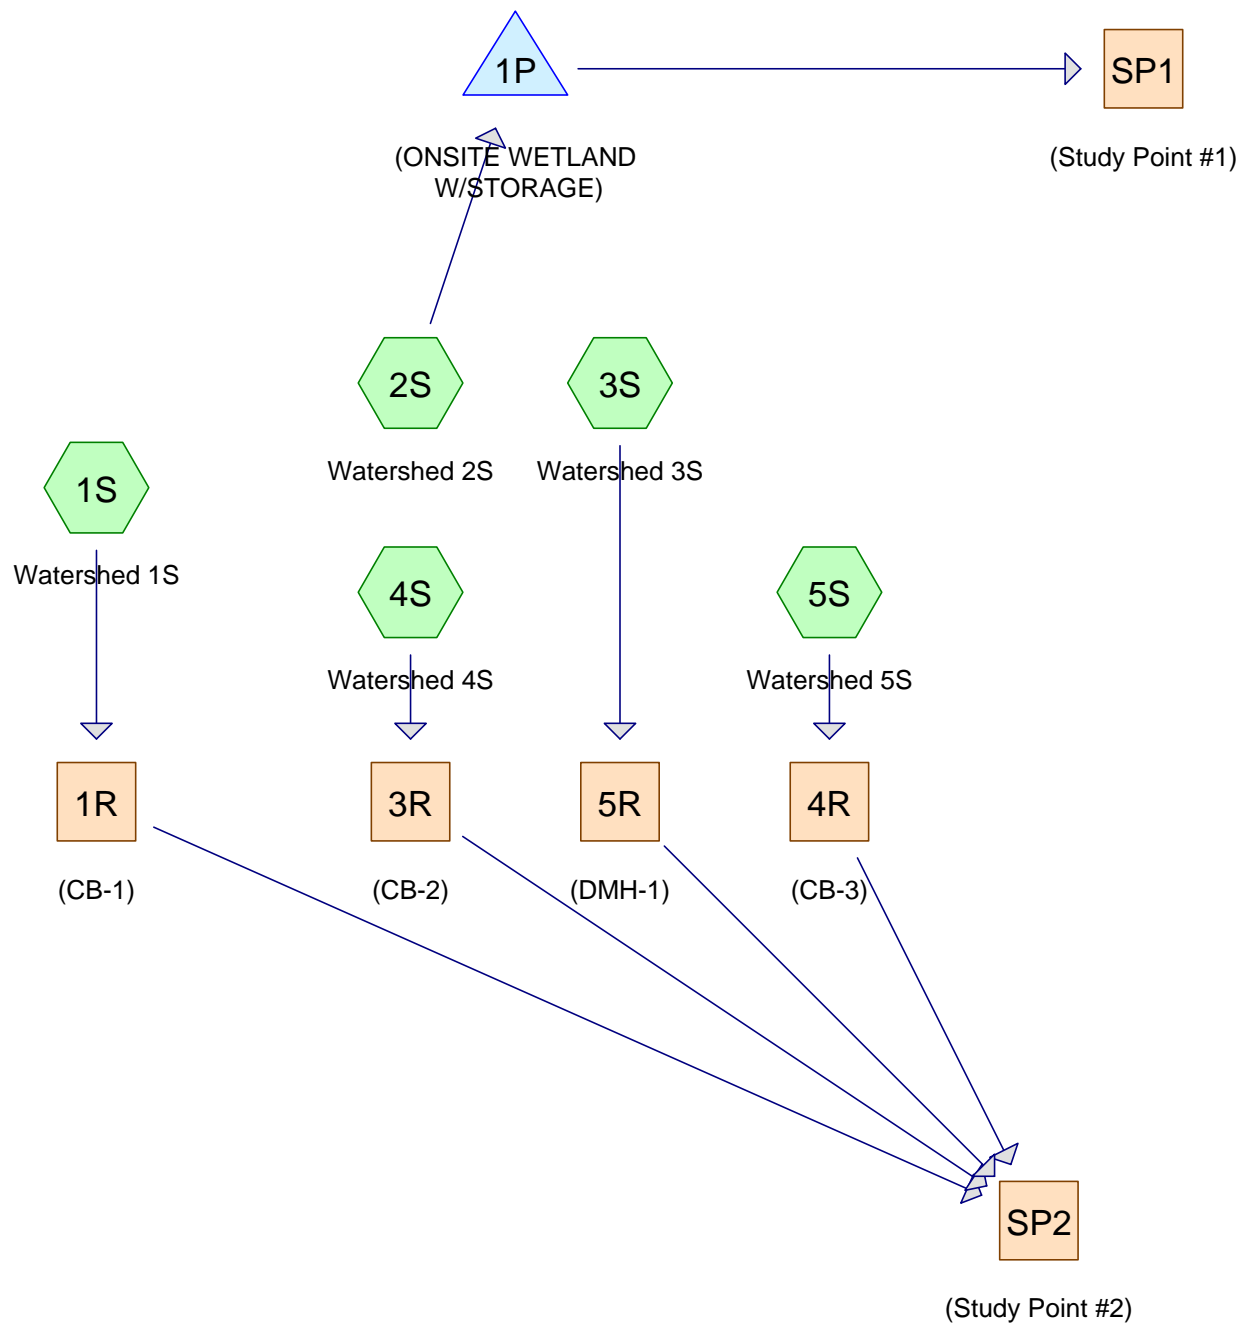 1P
SP1
(ONSITE WETLAND
W/STORAGE)
(Study Point #1)
2S
3S
Watershed 2S
Watershed 3S
1S
Watershed 1S
4S
5S
Watershed 4S
Watershed 5S
1R
3R
5R
4R
(CB-1)
(CB-2)
(DMH-1)
(CB-3)
SP2
(Study Point #2)